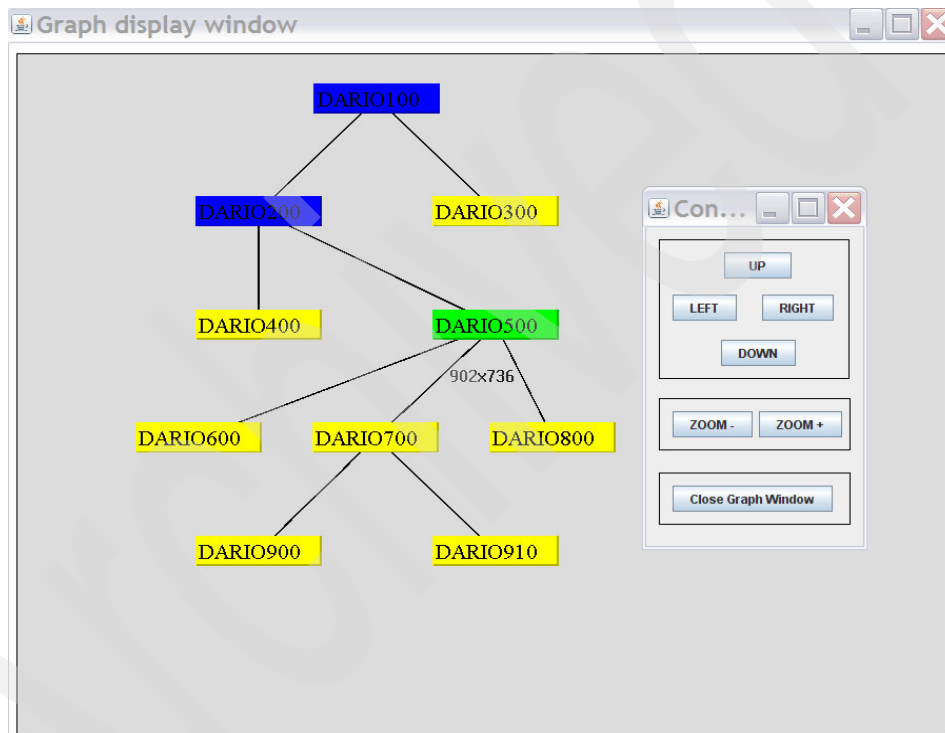 Graph display window
DARIO100
DARIO200
DARIO300
Con...
UP
LEFT
RIGHT
DOWN
DARIO400
DARIO500
902x736
DARIO600
DARIO700
DARIO800
ZOOM -
ZOOM +
Close Graph Window
DARIO900
DARIO910